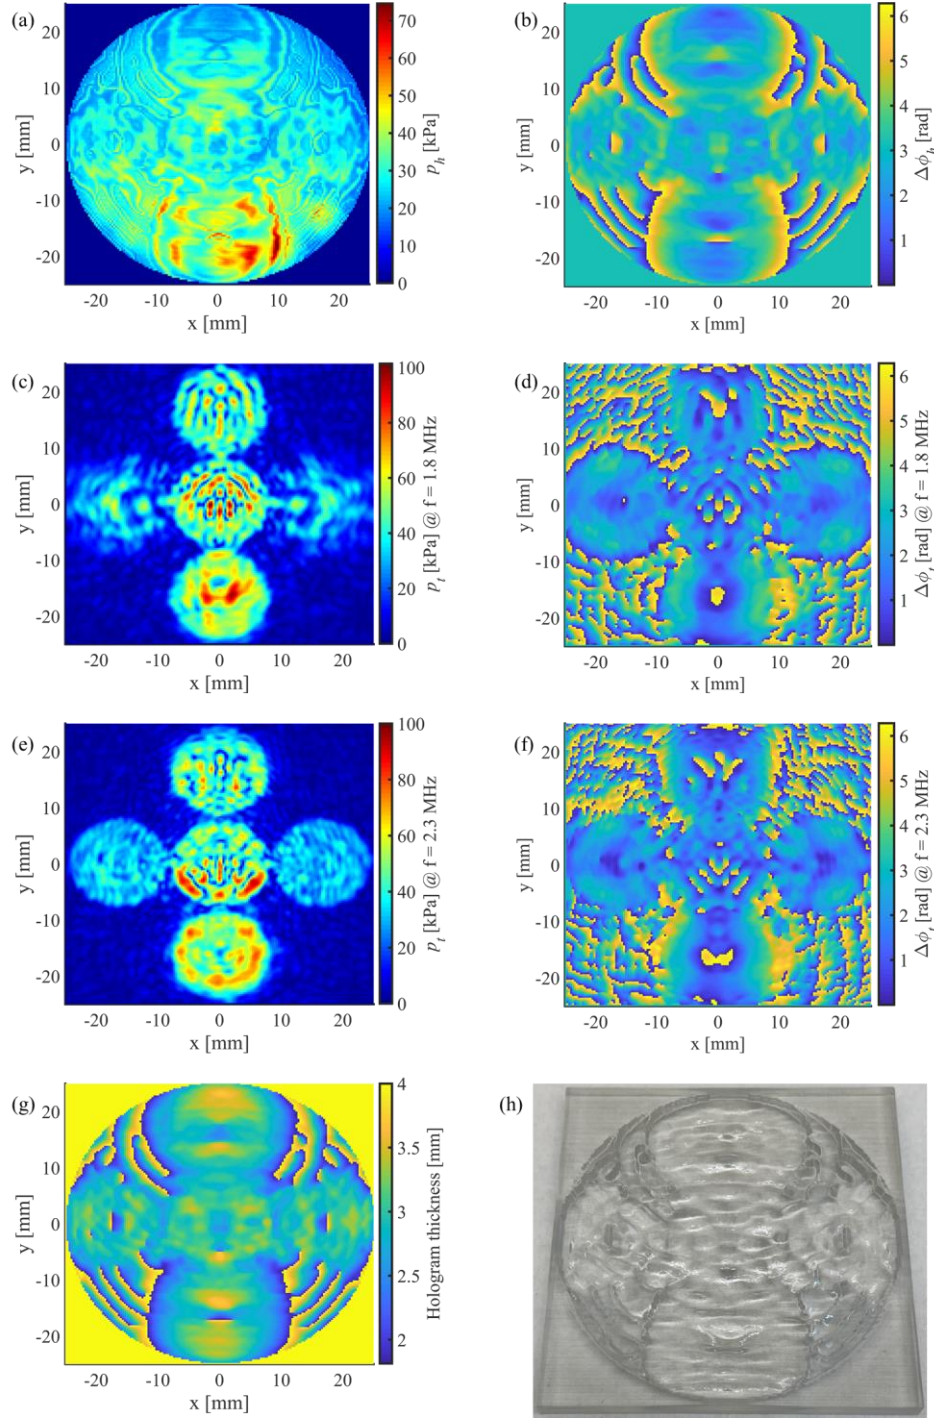 (a)
20
10
0
-10
-20
y [mm]
-20 -10 0 10 20
x [mm]
70
60
50
40
30
20
10
0
p_h [kPa]
(b)
20
10
0
-10
-20
y [mm]
-20 -10 0 10 20
x [mm]
6
5
4
3
2
1
Δϕ_h [rad]
(c)
20
10
0
-10
-20
y [mm]
-20 -10 0 10 20
x [mm]
100
80
60
40
20
0
p_t [kPa] @ f = 1.8 MHz
(d)
20
10
0
-10
-20
y [mm]
-20 -10 0 10 20
x [mm]
6
5
4
3
2
1
Δϕ_t [rad] @ f = 1.8 MHz
(e)
20
10
0
-10
-20
y [mm]
-20 -10 0 10 20
x [mm]
100
80
60
40
20
0
p_t [kPa] @ f = 2.3 MHz
(f)
20
10
0
-10
-20
y [mm]
-20 -10 0 10 20
x [mm]
6
5
4
3
2
1
Δϕ_t [rad] @ f = 2.3 MHz
(g)
20
10
0
-10
-20
y [mm]
-20 -10 0 10 20
x [mm]
4
3.5
3
2.5
2
Hologram thickness [mm]
(h)